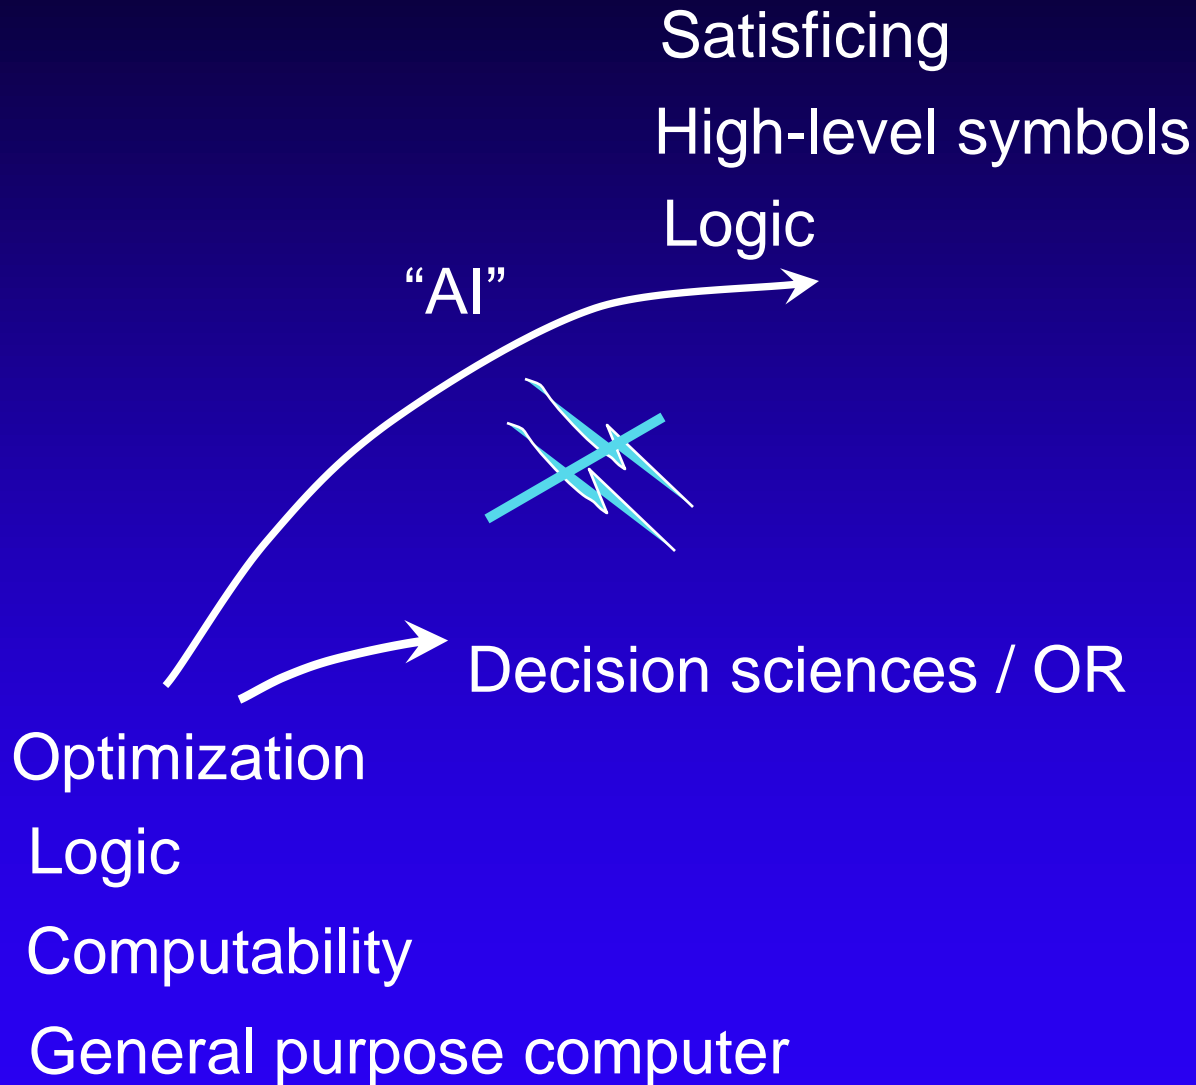 Satisficing
High-level symbols
Logic
“AI”
Decision sciences / OR
Optimization
Logic
Computability
General purpose computer